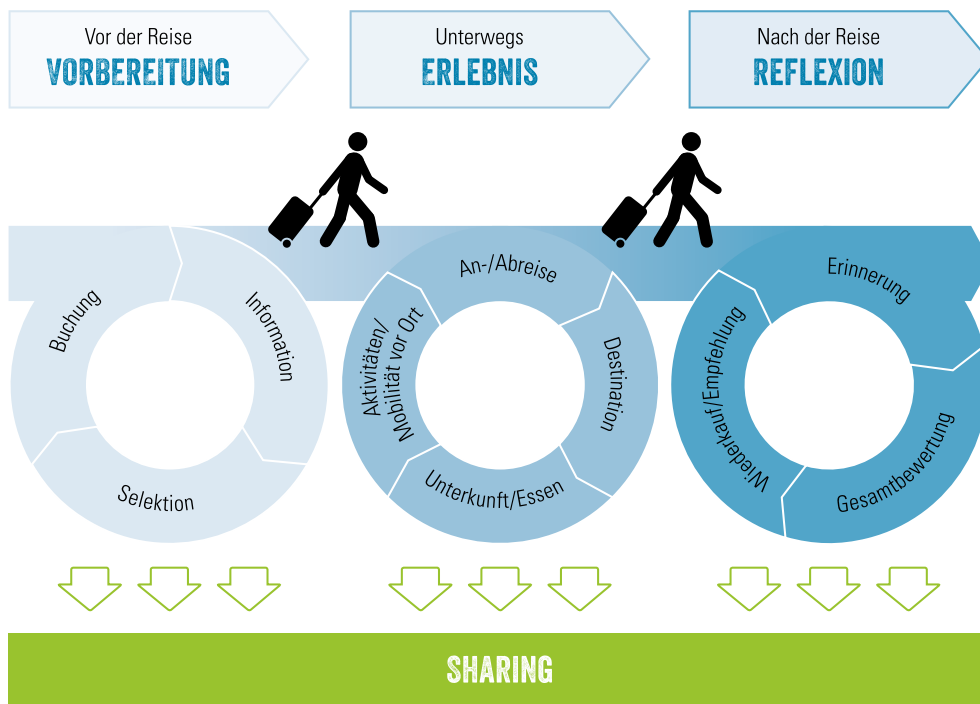 Vor der Reise
VORBEREITUNG
Unterwegs
ERLEBNIS
Nach der Reise
REFLEXION
Buchung
Information
Selektion
An-/Abreise
Destination
Unterkunft/Essen
Aktivitäten/
Mobilität vor Ort
Erinnerung
Gesamtbewertung
Wiederkauf/Empfehlung
SHARING